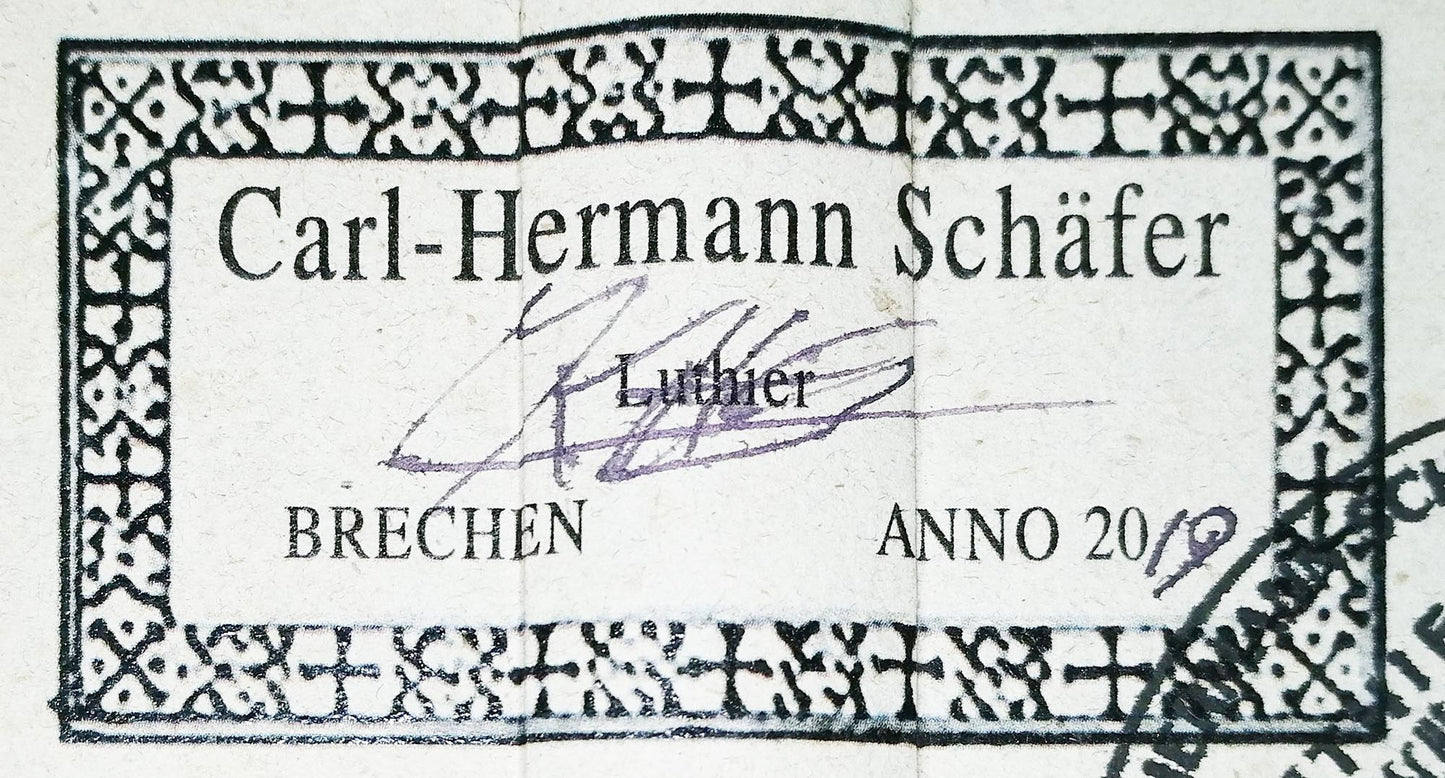 Carl-Hermann Schäfer
Luthier
BRECHEN ANNO 2019